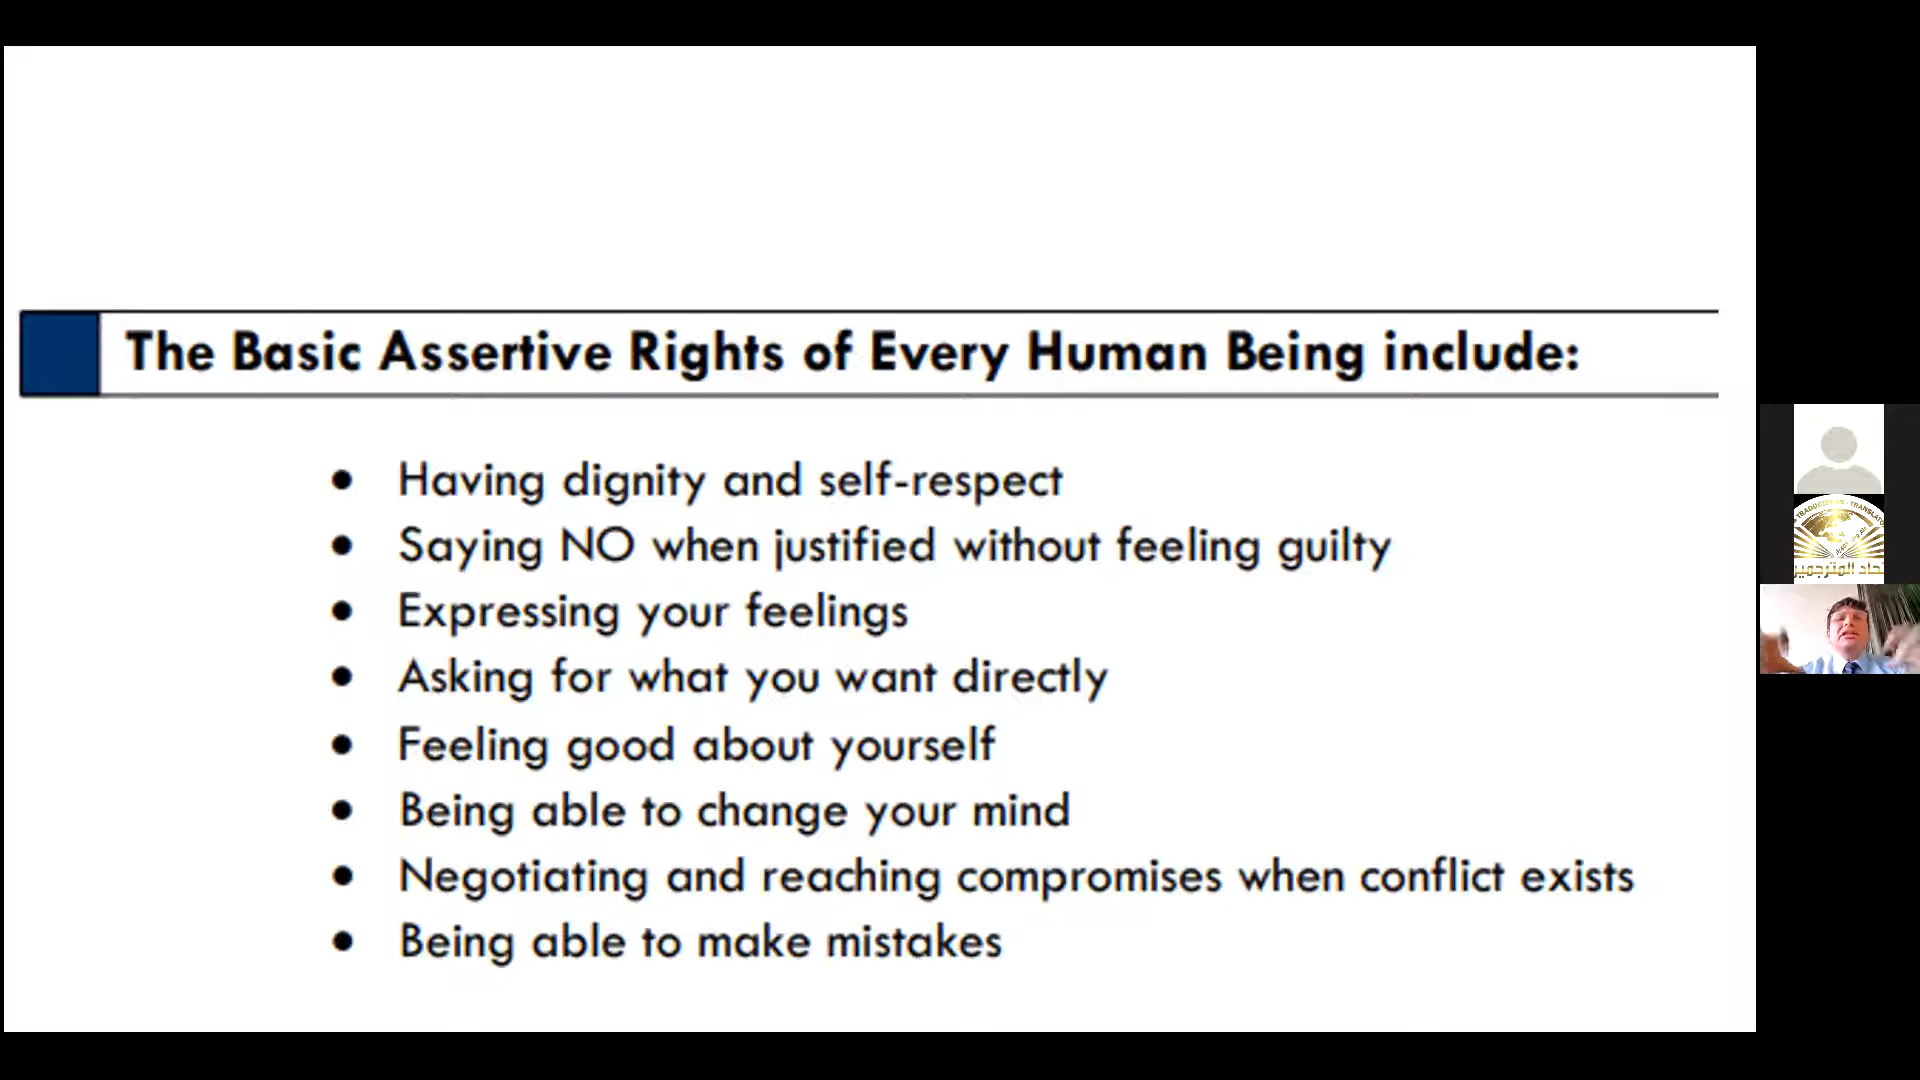 The Basic Assertive Rights of Every Human Being include:
● Having dignity and self-respect
● Saying NO when justified without feeling guilty
● Expressing your feelings
● Asking for what you want directly
● Feeling good about yourself
● Being able to change your mind
● Negotiating and reaching compromises when conflict exists
● Being able to make mistakes